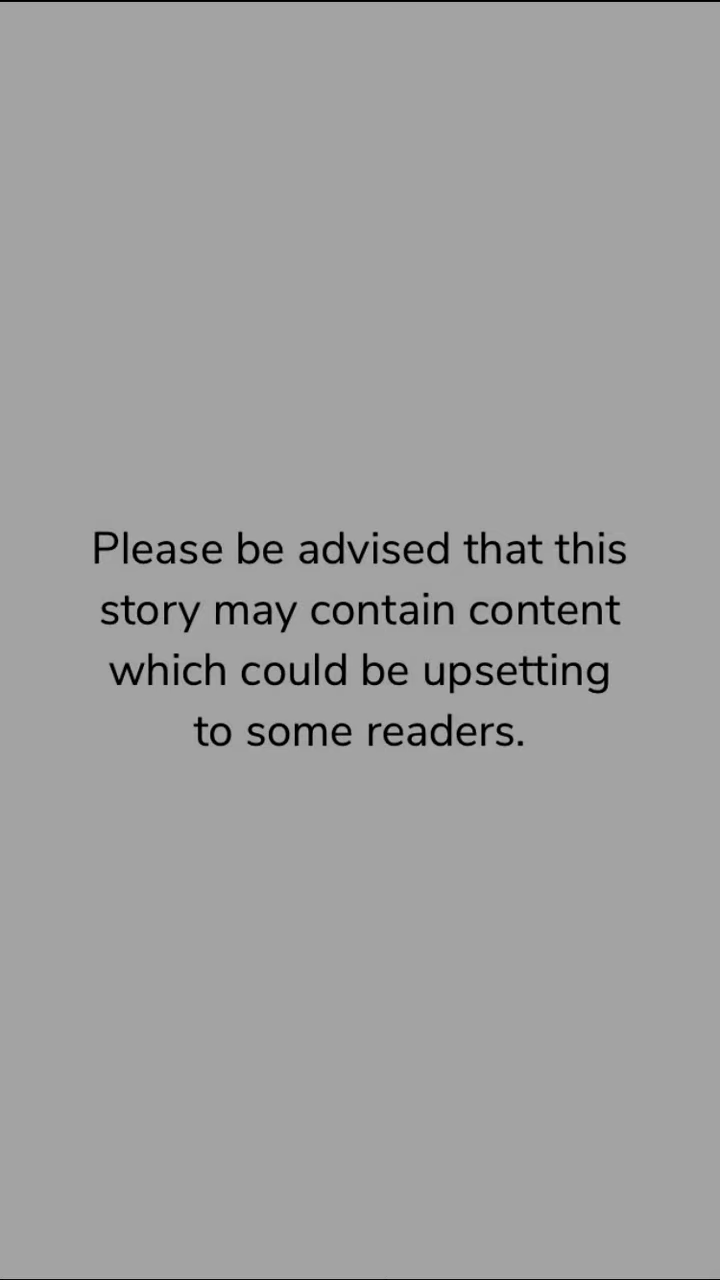 Please be advised that this
story may contain content
which could be upsetting
to some readers.